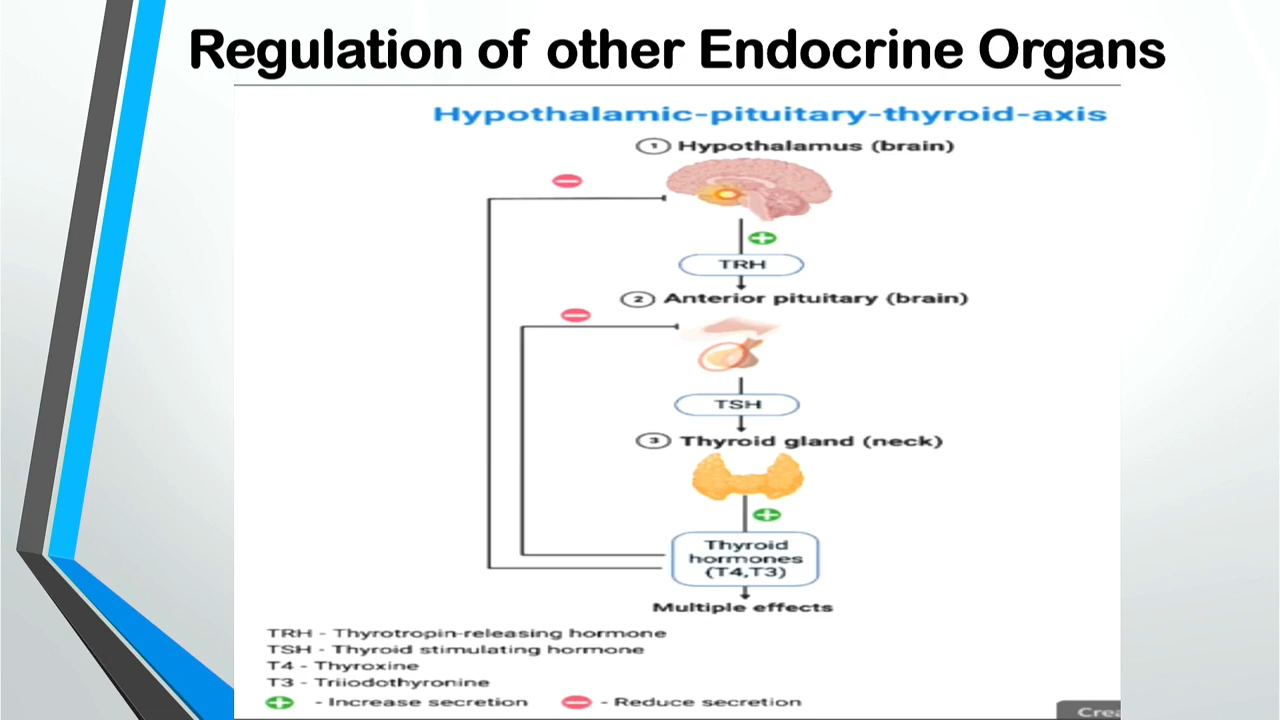 Regulation of other Endocrine Organs
Hypothalamic-pituitary-thyroid-axis
1 Hypothalamus (brain)
TRH
2 Anterior pituitary (brain)
TSH
3 Thyroid gland (neck)
Thyroid
hormones
(T4,T3)
Multiple effects
TRH - Thyrotropin-releasing hormone
TSH - Thyroid stimulating hormone
T4 - Thyroxine
T3 - Triiodothyronine
+ - Increase secretion − - Reduce secretion